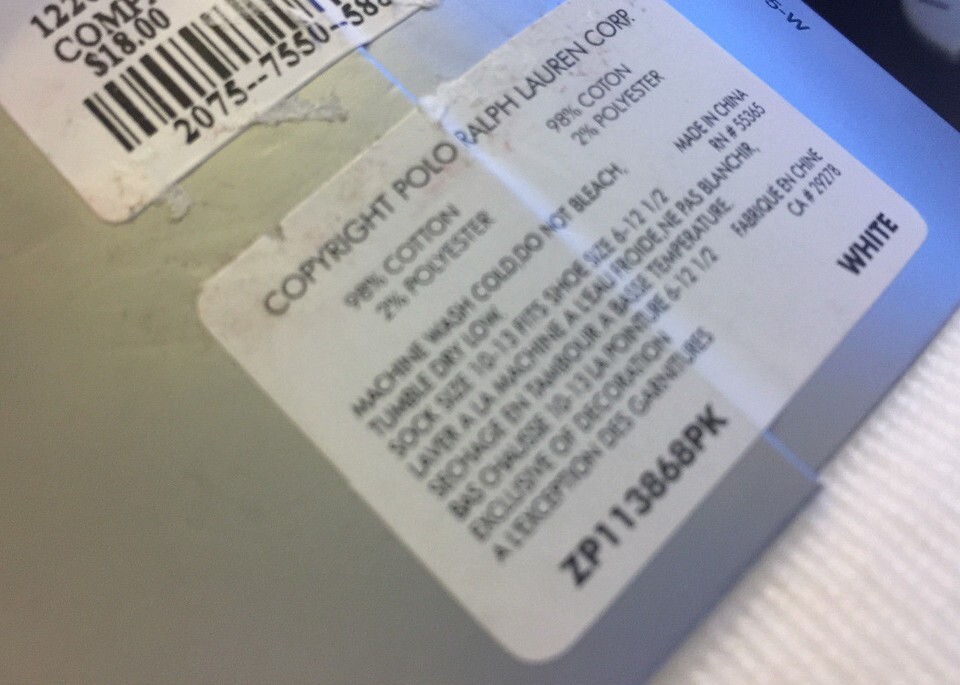 COMP.
$18.00
2075--7550--58
5-W
COPYRIGHT POLO RALPH LAUREN CORP.
98% COTTON
2% POLYESTER
98% COTON
2% POLYESTER
MACHINE WASH COLD,DO NOT BLEACH,
TUMBLE DRY LOW,
SOCK SIZE 10-13 FITS SHOE SIZE 6-12 1/2
LAVER A LA MACHINE A L'EAU FROIDE,NE PAS BLANCHIR,
SECHAGE EN TAMBOUR A BASSE TEMPERATURE.
BAS CHAUSSE 10-13 LA POINTURE 6-12 1/2
EXCLUSIVE OF DECORATION
A L'EXCEPTION DES GARNITURES
MADE IN CHINA
RN # 55365
FABRIQUE EN CHINE
CA # 29278
ZP113868PK
WHITE